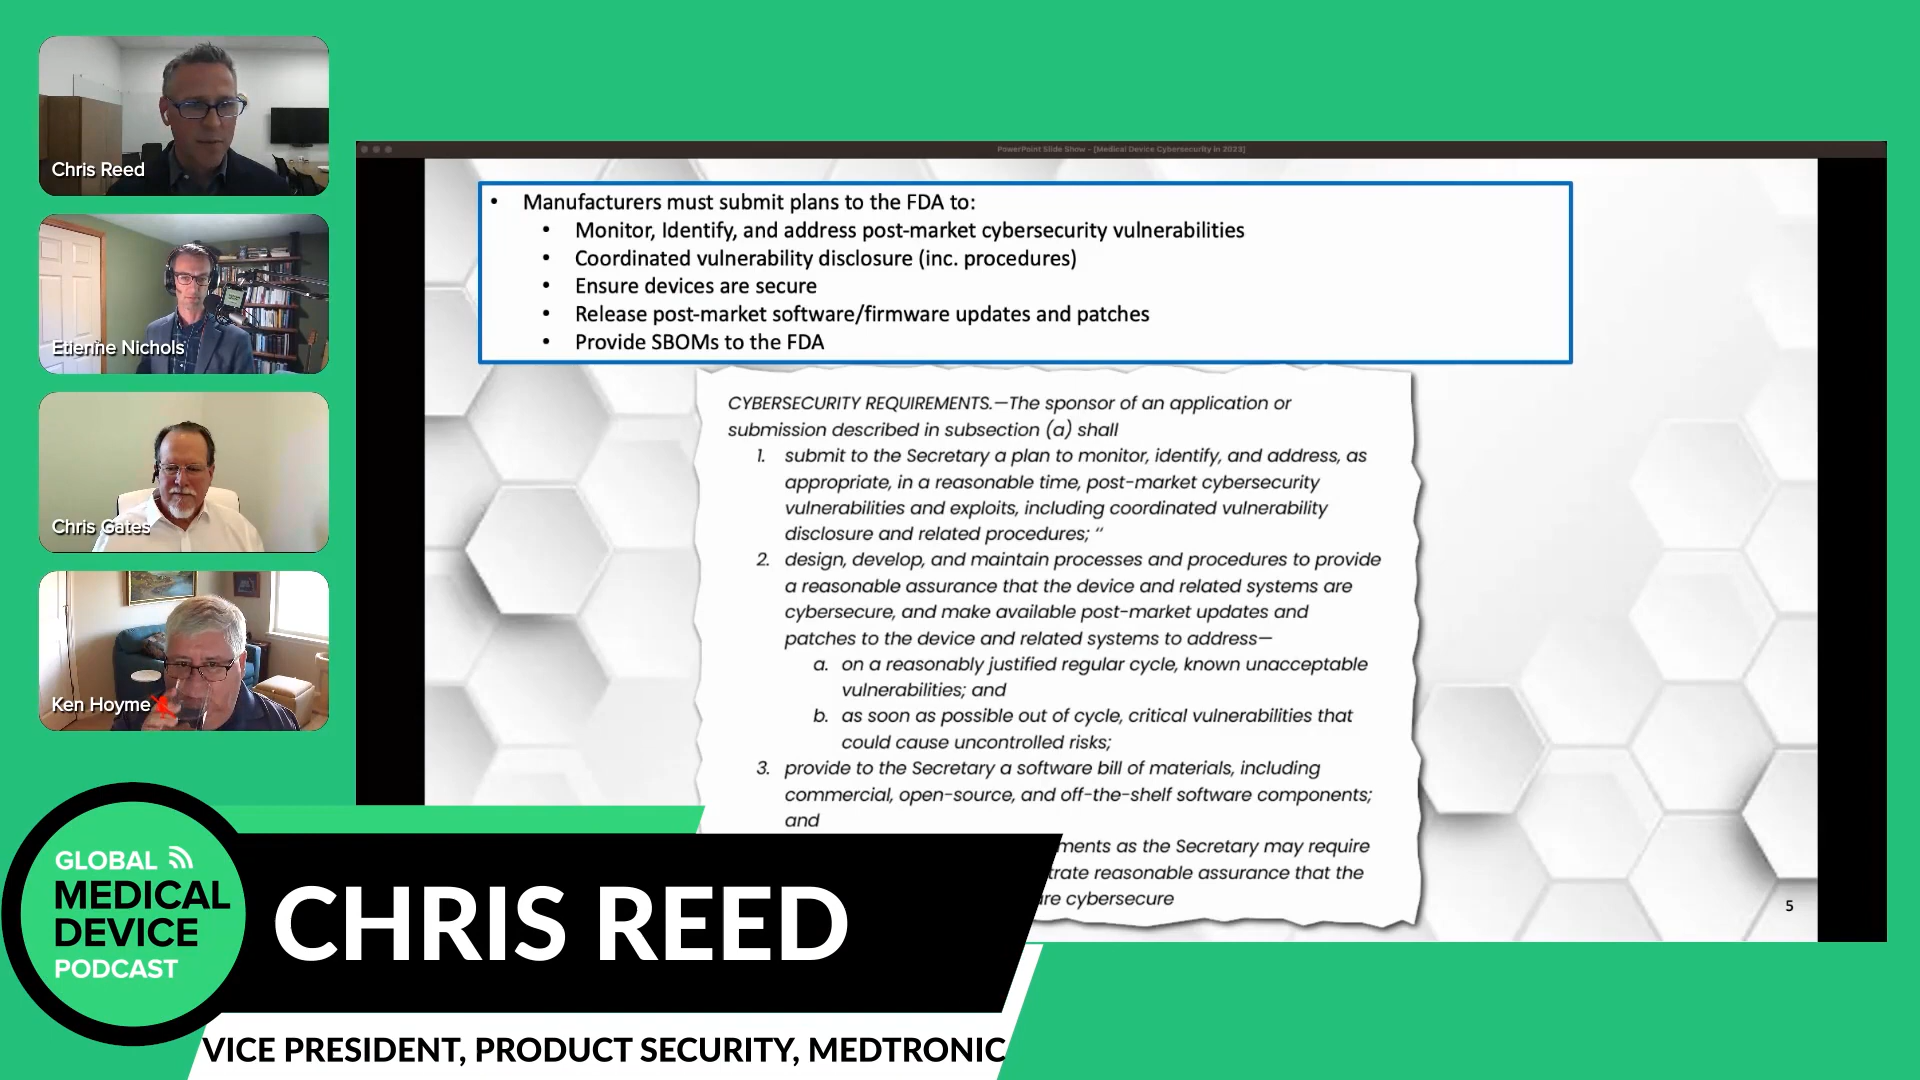 Chris Reed
Etienne Nichols
Chris Gates
Ken Hoyme
PowerPoint Slide Show - [Medical Device Cybersecurity in 2023]
• Manufacturers must submit plans to the FDA to:
• Monitor, Identify, and address post-market cybersecurity vulnerabilities
• Coordinated vulnerability disclosure (inc. procedures)
• Ensure devices are secure
• Release post-market software/firmware updates and patches
• Provide SBOMs to the FDA
CYBERSECURITY REQUIREMENTS.—The sponsor of an application or
submission described in subsection (a) shall
1. submit to the Secretary a plan to monitor, identify, and address, as
appropriate, in a reasonable time, post-market cybersecurity
vulnerabilities and exploits, including coordinated vulnerability
disclosure and related procedures; “
2. design, develop, and maintain processes and procedures to provide
a reasonable assurance that the device and related systems are
cybersecure, and make available post-market updates and
patches to the device and related systems to address—
a. on a reasonably justified regular cycle, known unacceptable
vulnerabilities; and
b. as soon as possible out of cycle, critical vulnerabilities that
could cause uncontrolled risks;
3. provide to the Secretary a software bill of materials, including
commercial, open-source, and off-the-shelf software components;
and
as the Secretary may require
reasonable assurance that the
cybersecure
5
GLOBAL
MEDICAL
DEVICE
PODCAST
CHRIS REED
VICE PRESIDENT, PRODUCT SECURITY, MEDTRONIC